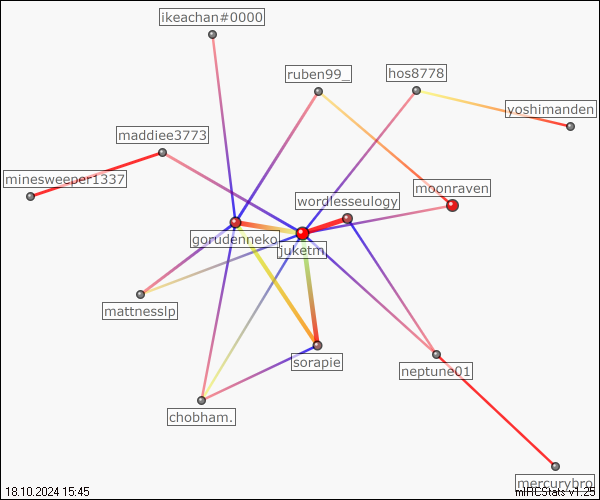 ikeachan#0000
ruben99_
hos8778
yoshimanden
maddiee3773
minesweeper1337
moonraven
wordlesseulogy
gorudenneko
juketm
mattnesslp
sorapie
neptune01
chobham.
mercurybro
18.10.2024 15:45
mIRCStats v1.25